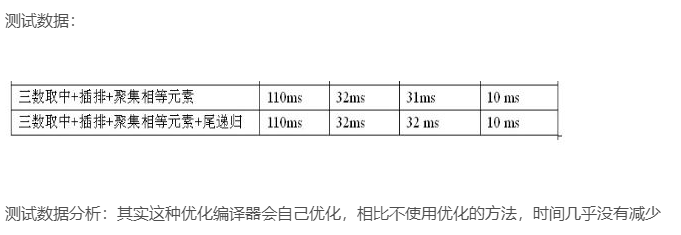 测试数据：
三数取中+插排+聚集相等元素 110ms 32ms 31ms 10 ms
三数取中+插排+聚集相等元素+尾递归 110ms 32ms 32 ms 10 ms
测试数据分析：其实这种优化编译器会自己优化，相比不使用优化的方法，时间几乎没有减少